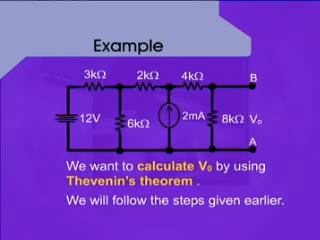 Example
3kΩ 2kΩ 4kΩ B
12V 6kΩ 2mA 8kΩ V₀
A
We want to calculate V₀ by using
Thevenin's theorem .
We will follow the steps given earlier.